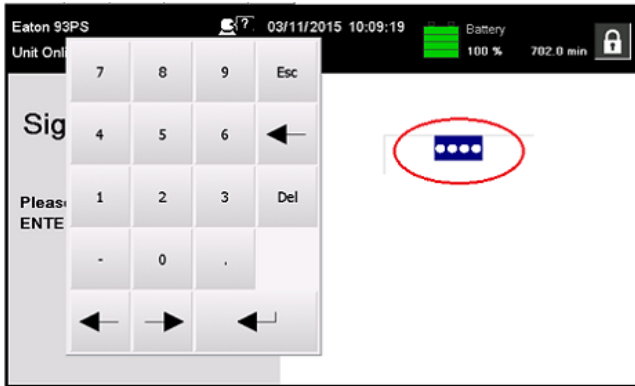 Eaton 93PS 03/11/2015 10:09:19 Battery
Unit Onli 100 % 702.0 min
7 8 9 Esc
Sig
4 5 6
1 2 3 Del
Pleas
ENTE
- 0 .